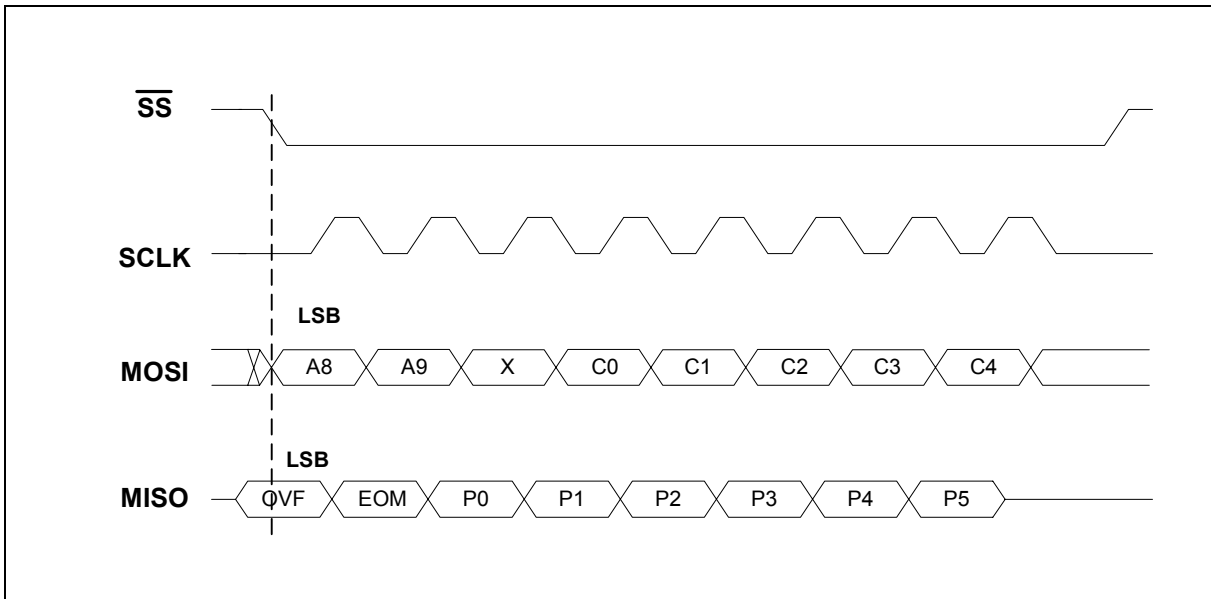 SS
SCLK
LSB
MOSI A8 A9 X C0 C1 C2 C3 C4
LSB
MISO OVF EOM P0 P1 P2 P3 P4 P5